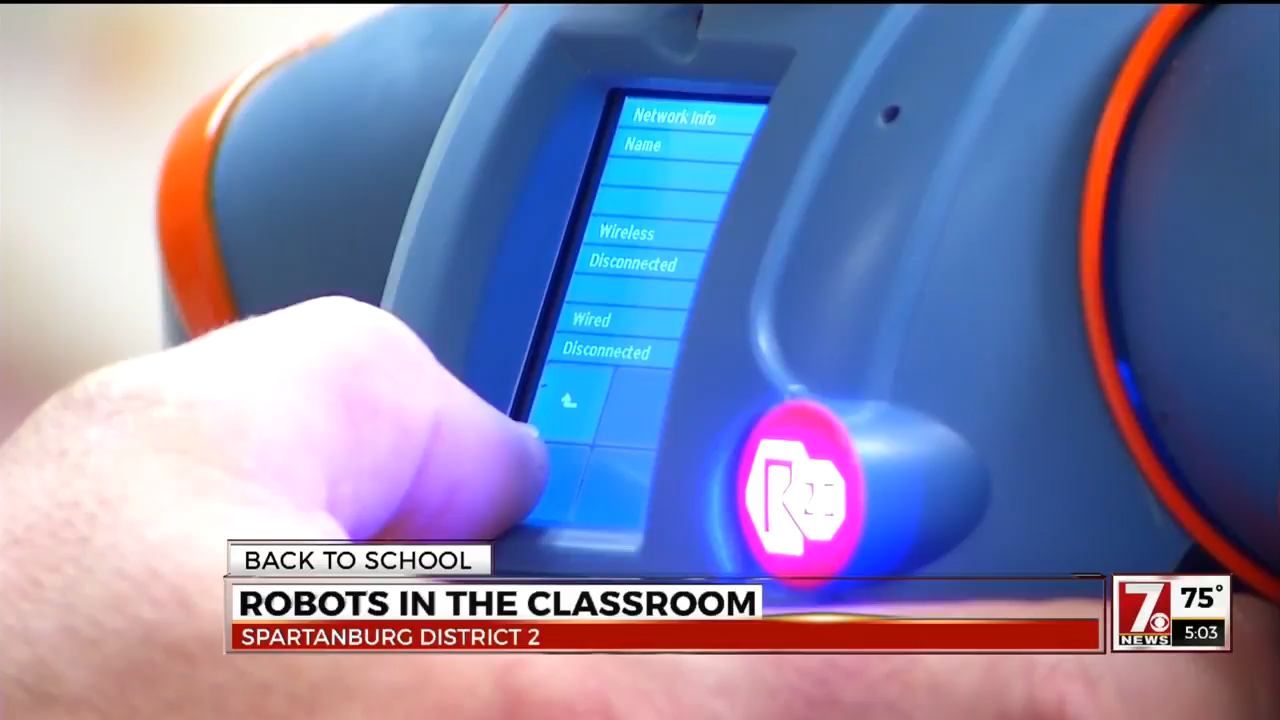 Network Info
Name
Wireless
Disconnected
Wired
Disconnected
R25
BACK TO SCHOOL
ROBOTS IN THE CLASSROOM
SPARTANBURG DISTRICT 2
7 NEWS
75°
5:03